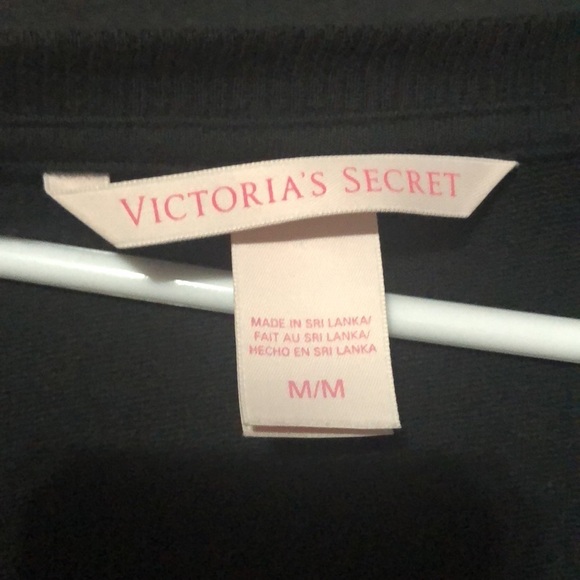 VICTORIA'S SECRET
MADE IN SRI LANKA/
FAIT AU SRI LANKA/
HECHO EN SRI LANKA
M/M